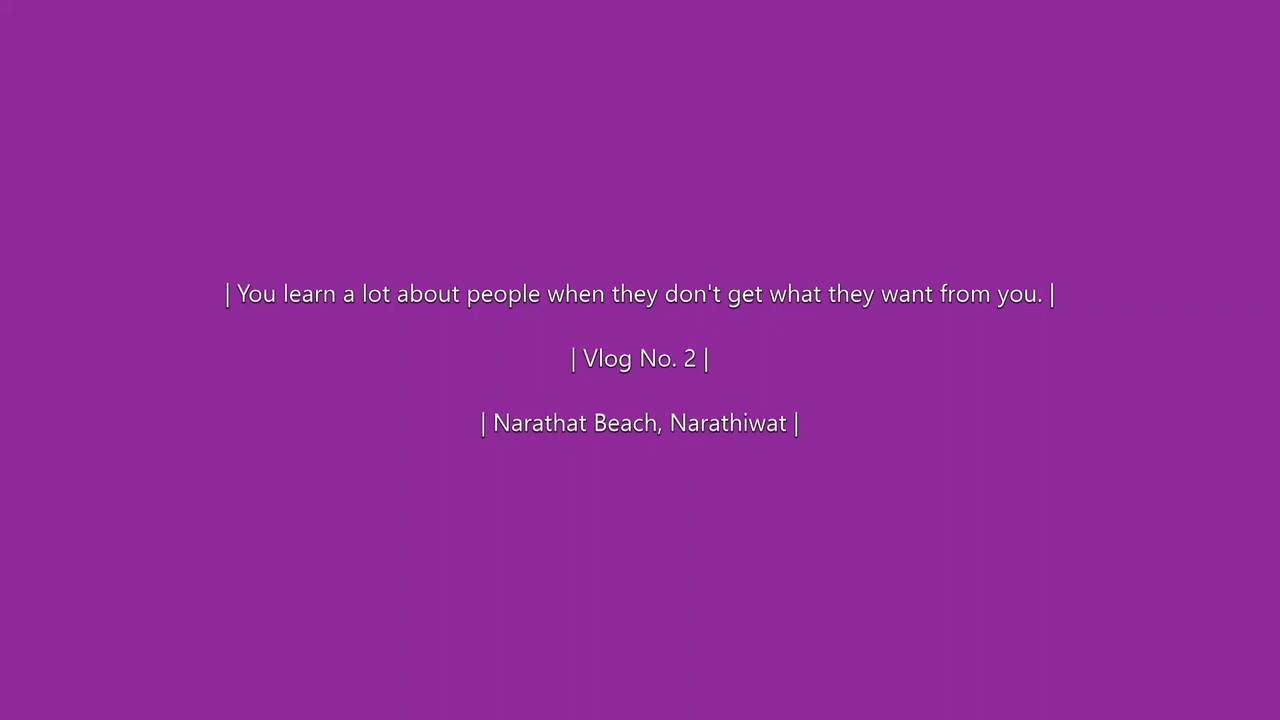 | You learn a lot about people when they don't get what they want from you. |
| Vlog No. 2 |
| Narathat Beach, Narathiwat |